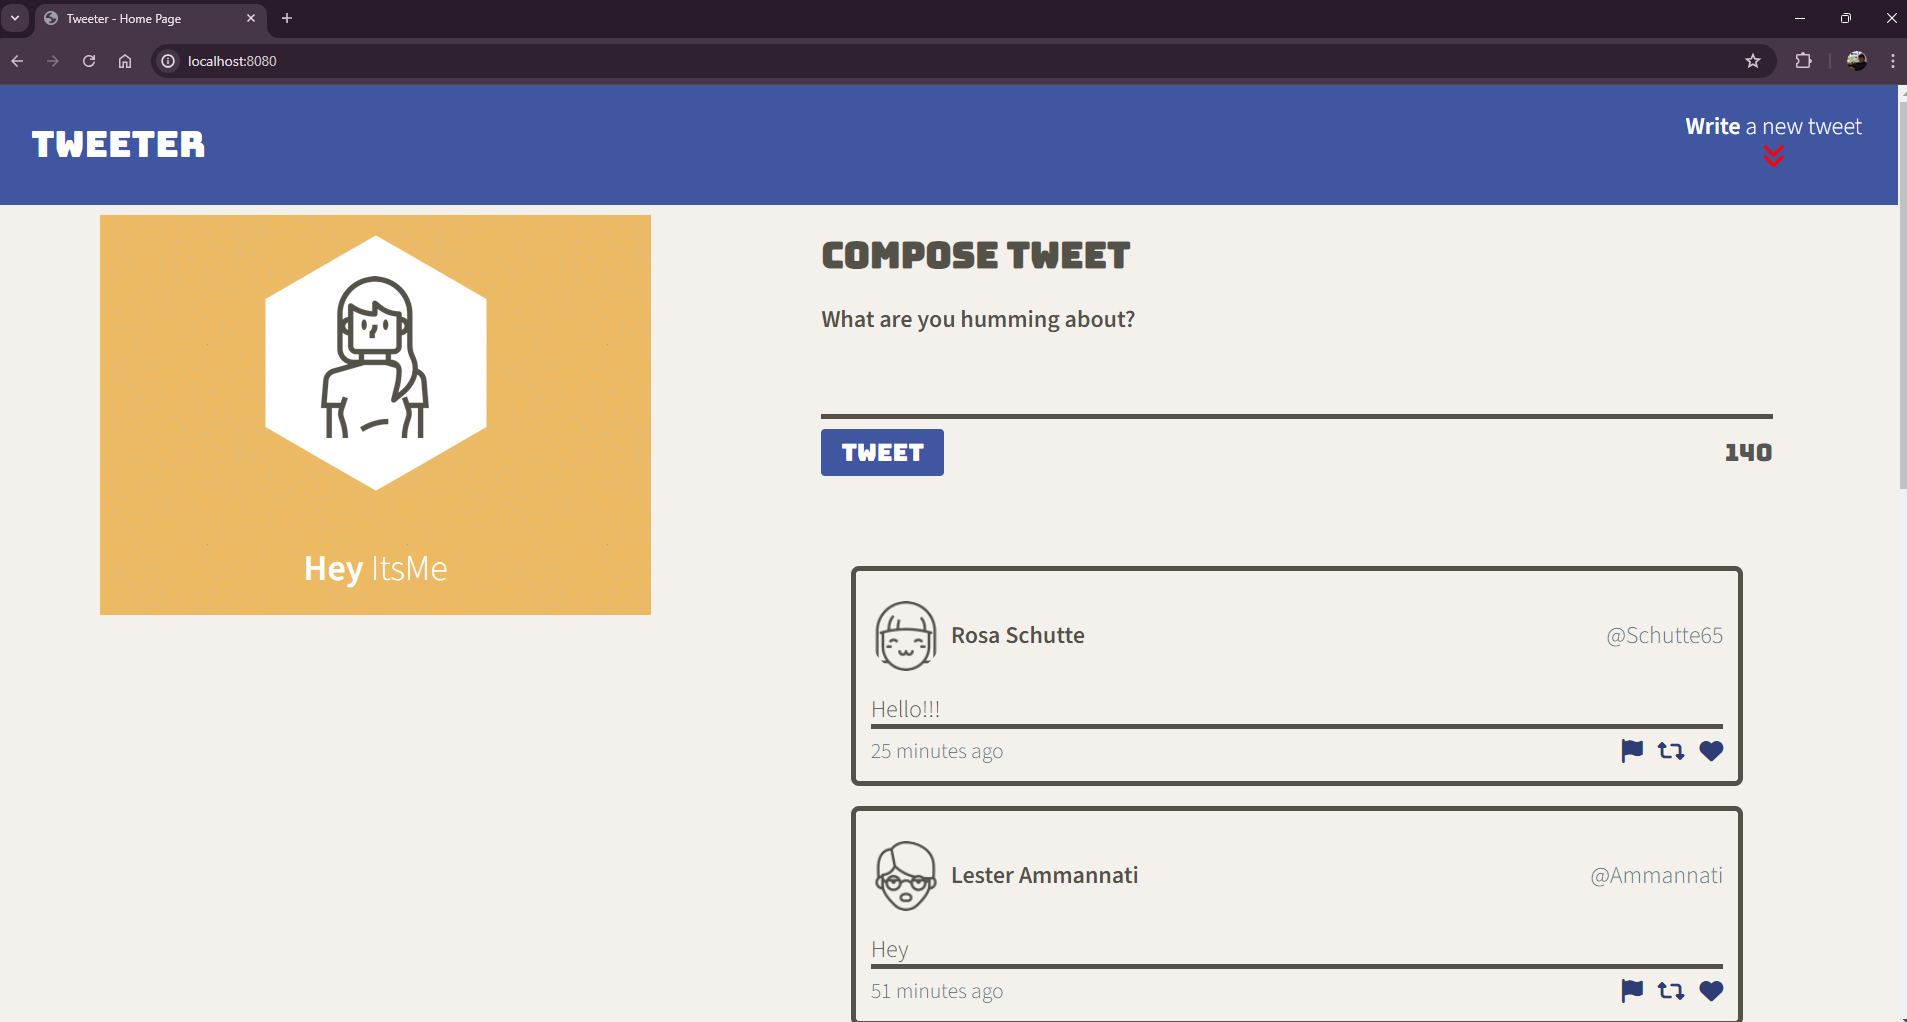 Tweeter - Home Page
localhost:8080
TWEETER
Write a new tweet
Hey ItsMe
COMPOSE TWEET
What are you humming about?
TWEET
140
Rosa Schutte
@Schutte65
Hello!!!
25 minutes ago
Lester Ammannati
@Ammannati
Hey
51 minutes ago